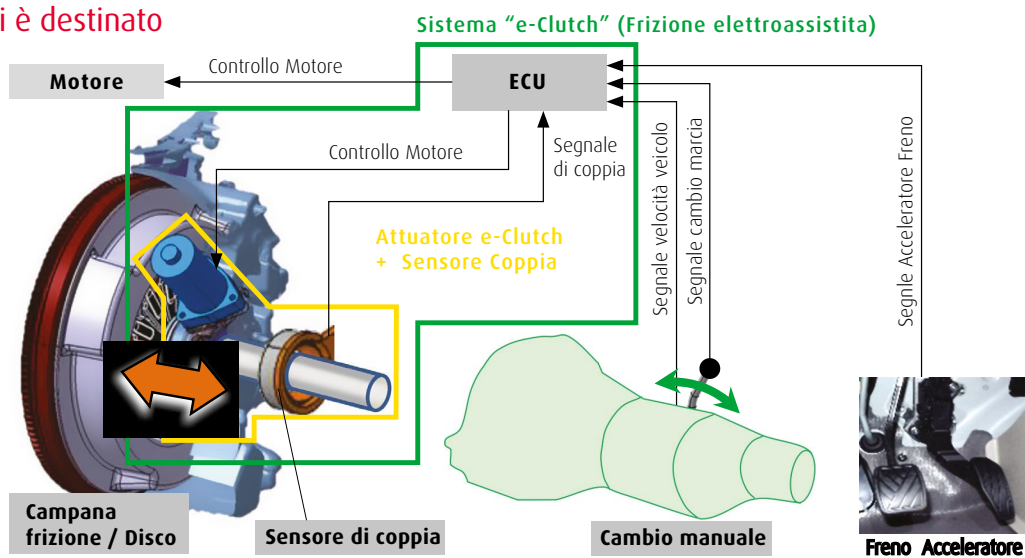 i è destinato
Sistema “e-Clutch” (Frizione elettroassistita)
Motore
Controllo Motore
ECU
Controllo Motore
Segnale
di coppia
Attuatore e-Clutch
+ Sensore Coppia
Segnale velocità veicolo
Segnale cambio marcia
Segnle Acceleratore Freno
Campana
frizione / Disco
Sensore di coppia
Cambio manuale
Freno Acceleratore